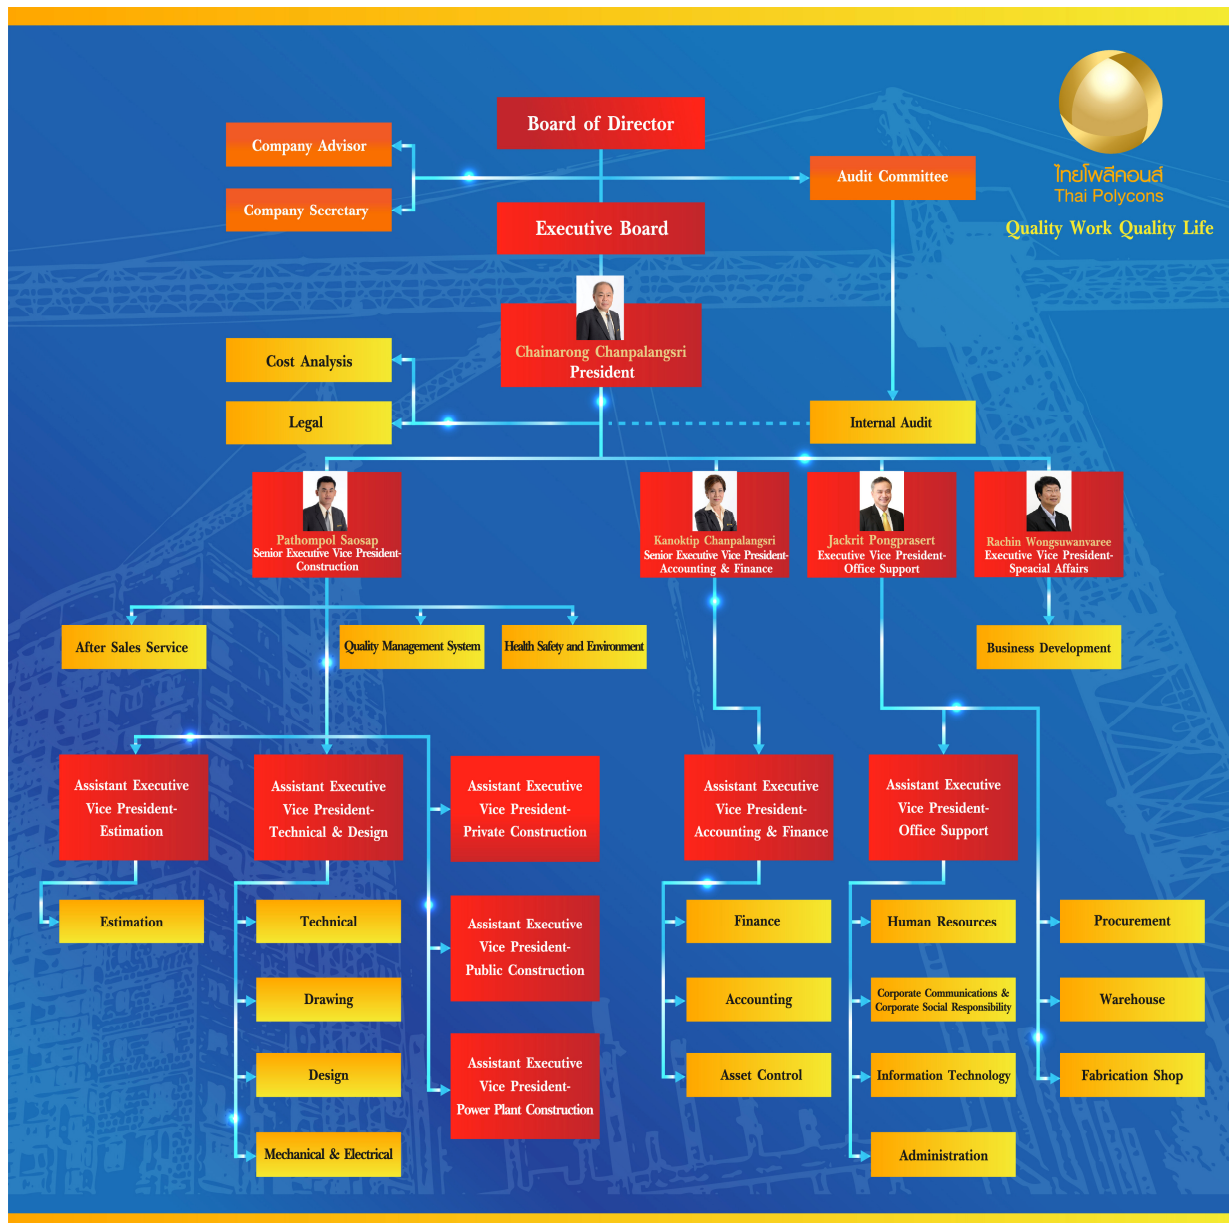 Board of Director
Company Advisor
Audit Committee
ไทยโพลีคอนส์
Thai Polycons
Company Secretary
Executive Board
Quality Work Quality Life
Chainarong Chanpalangsri
President
Cost Analysis
Legal
Internal Audit
Pathompol Saosap
Senior Executive Vice President-
Construction
Kanoktip Chanpalangsri
Senior Executive Vice President-
Accounting & Finance
Jackrit Pongprasert
Executive Vice President-
Office Support
Rachin Wongsuwanvaree
Executive Vice President-
Speacial Affairs
After Sales Service
Quality Management System
Health Safety and Environment
Business Development
Assistant Executive
Vice President-
Estimation
Assistant Executive
Vice President-
Technical & Design
Assistant Executive
Vice President-
Private Construction
Assistant Executive
Vice President-
Accounting & Finance
Assistant Executive
Vice President-
Office Support
Estimation
Technical
Assistant Executive
Vice President-
Public Construction
Finance
Human Resources
Procurement
Drawing
Accounting
Corporate Communications &
Corporate Social Responsibility
Warehouse
Design
Assistant Executive
Vice President-
Power Plant Construction
Asset Control
Information Technology
Fabrication Shop
Mechanical & Electrical
Administration